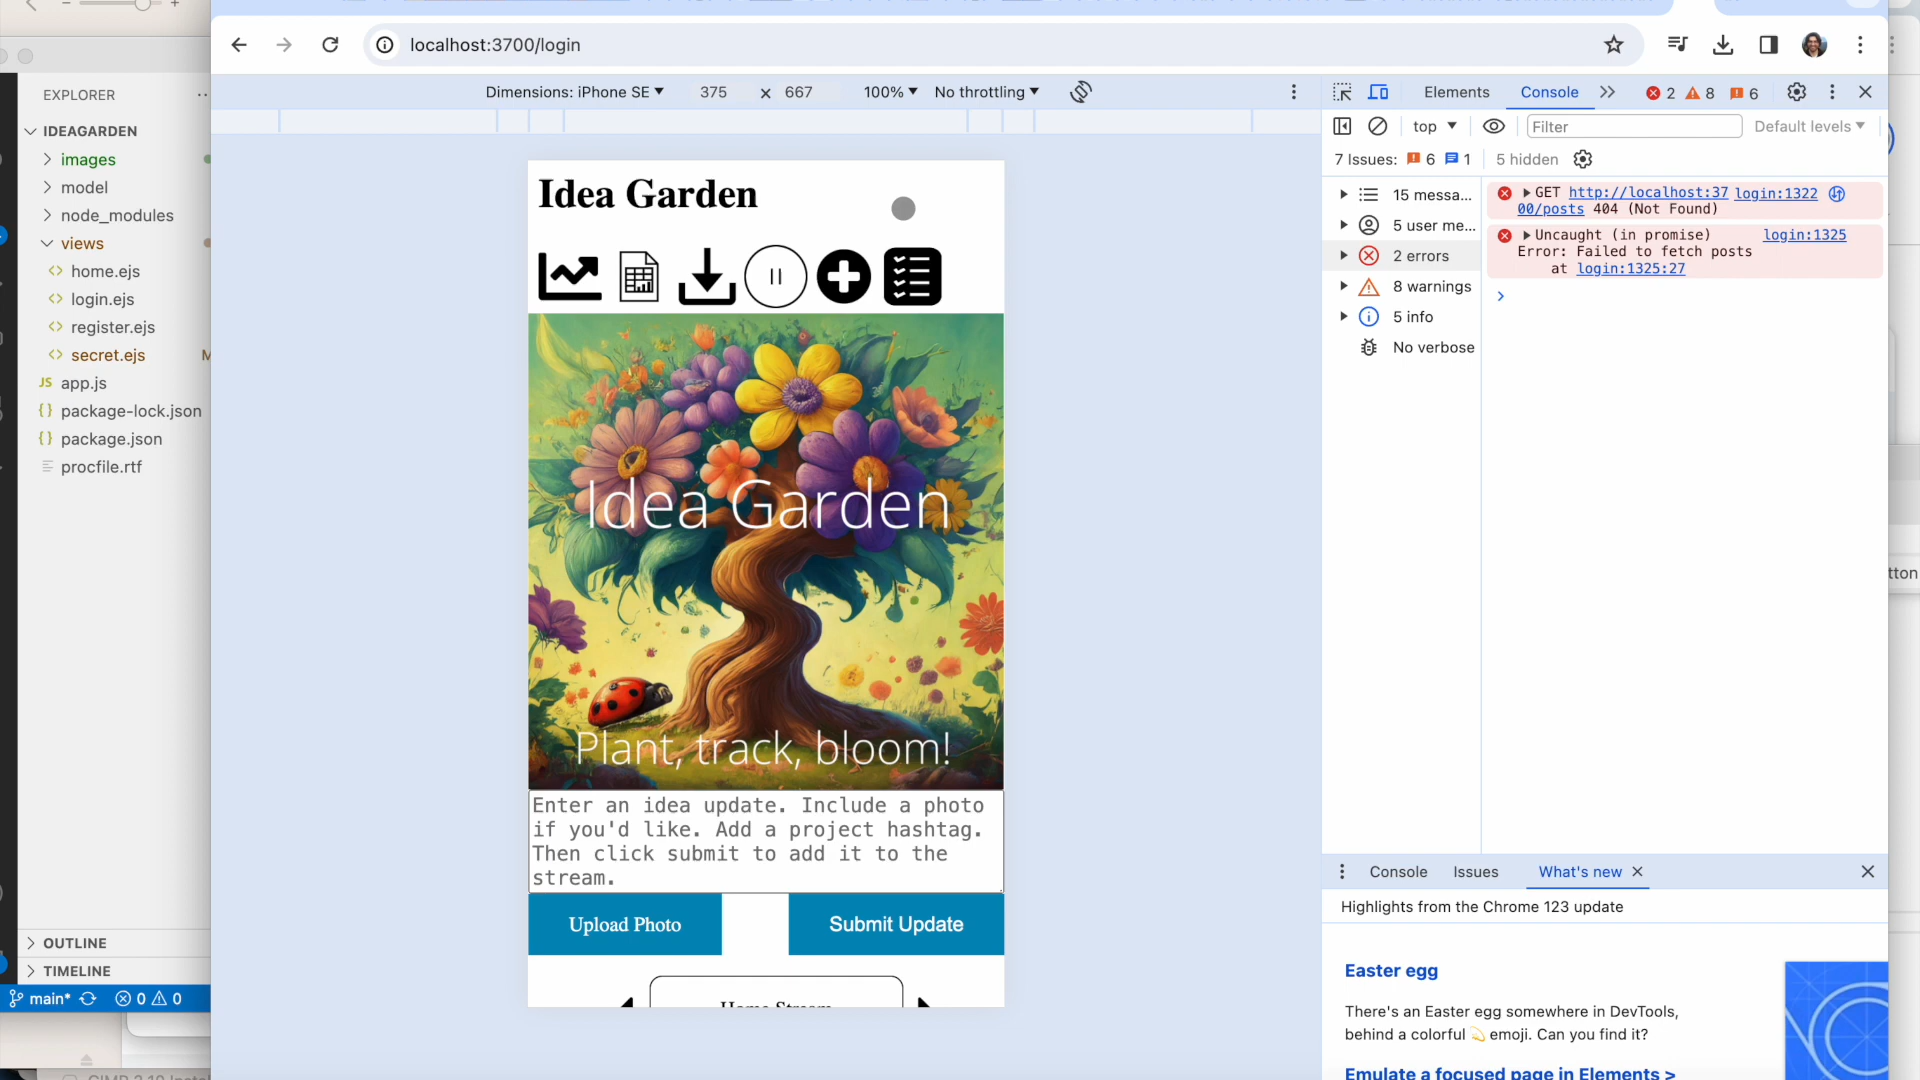 localhost:3700/login
EXPLORER
IDEAGARDEN
images
model
node_modules
views
home.ejs
login.ejs
register.ejs
secret.ejs M
JS app.js
{} package-lock.json
{} package.json
procfile.rtf
OUTLINE
TIMELINE
main* 0 0
Dimensions: iPhone SE 375 x 667 100% No throttling
Idea Garden
Idea Garden
Plant, track, bloom!
Enter an idea update. Include a photo
if you'd like. Add a project hashtag.
Then click submit to add it to the
stream.
Upload Photo Submit Update
Home Stream
Elements Console 2 8 6
top Filter Default levels
7 Issues: 6 1 5 hidden
15 messa...
5 user me...
2 errors
8 warnings
5 info
No verbose
GET http://localhost:37 login:1322
00/posts 404 (Not Found)
Uncaught (in promise) login:1325
Error: Failed to fetch posts
at login:1325:27
Console Issues What's new
Highlights from the Chrome 123 update
Easter egg
There's an Easter egg somewhere in DevTools,
behind a colorful 💫 emoji. Can you find it?
Emulate a focused page in Elements >
tton